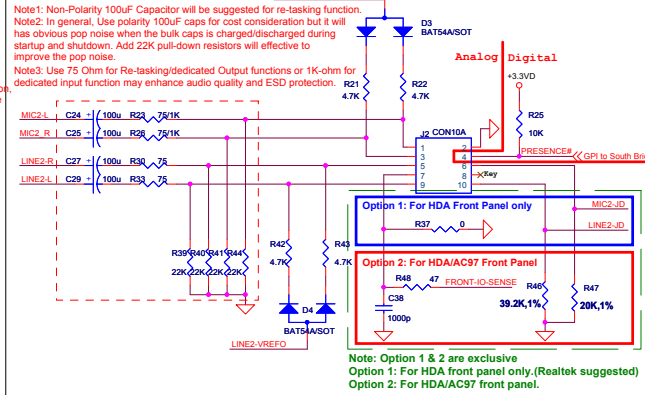 Note1: Non-Polarity 100uF Capacitor will be suggested for re-tasking function.
Note2: In general, Use polarity 100uF caps for cost consideration but it will
has obvious pop noise when the bulk caps is charged/discharged during
startup and shutdown. Add 22K pull-down resistors will effective to
improve the pop noise.
Note3: Use 75 Ohm for Re-tasking/dedicated Output functions or 1K-ohm for
dedicated input function may enhance audio quality and ESD protection.
D3
BAT54A/SOT
Analog Digital
+3.3VD
R21
4.7K
R22
4.7K
R25
10K
MIC2-L C24 + 100u R23 75/1K
MIC2_R C25 + 100u R26 75/1K
LINE2-R C27 + 100u R30 75
LINE2-L C29 + 100u R33 75
J2 CON10A
1 2
3 4
5 6
7 8
9 10
Key
PRESENCE#
GPI to South Bri
MIC2-JD
LINE2-JD
Option 1: For HDA Front Panel only
R37 0
R39 R40 R41 R44
22K 22K 22K 22K
R42
4.7K
R43
4.7K
D4
BAT54A/SOT
LINE2-VREFO
Option 2: For HDA/AC97 Front Panel
R48 47
FRONT-IO-SENSE
C38
1000p
R46
39.2K,1%
R47
20K,1%
Note: Option 1 & 2 are exclusive
Option 1: For HDA front panel only.(Realtek suggested)
Option 2: For HDA/AC97 front panel.